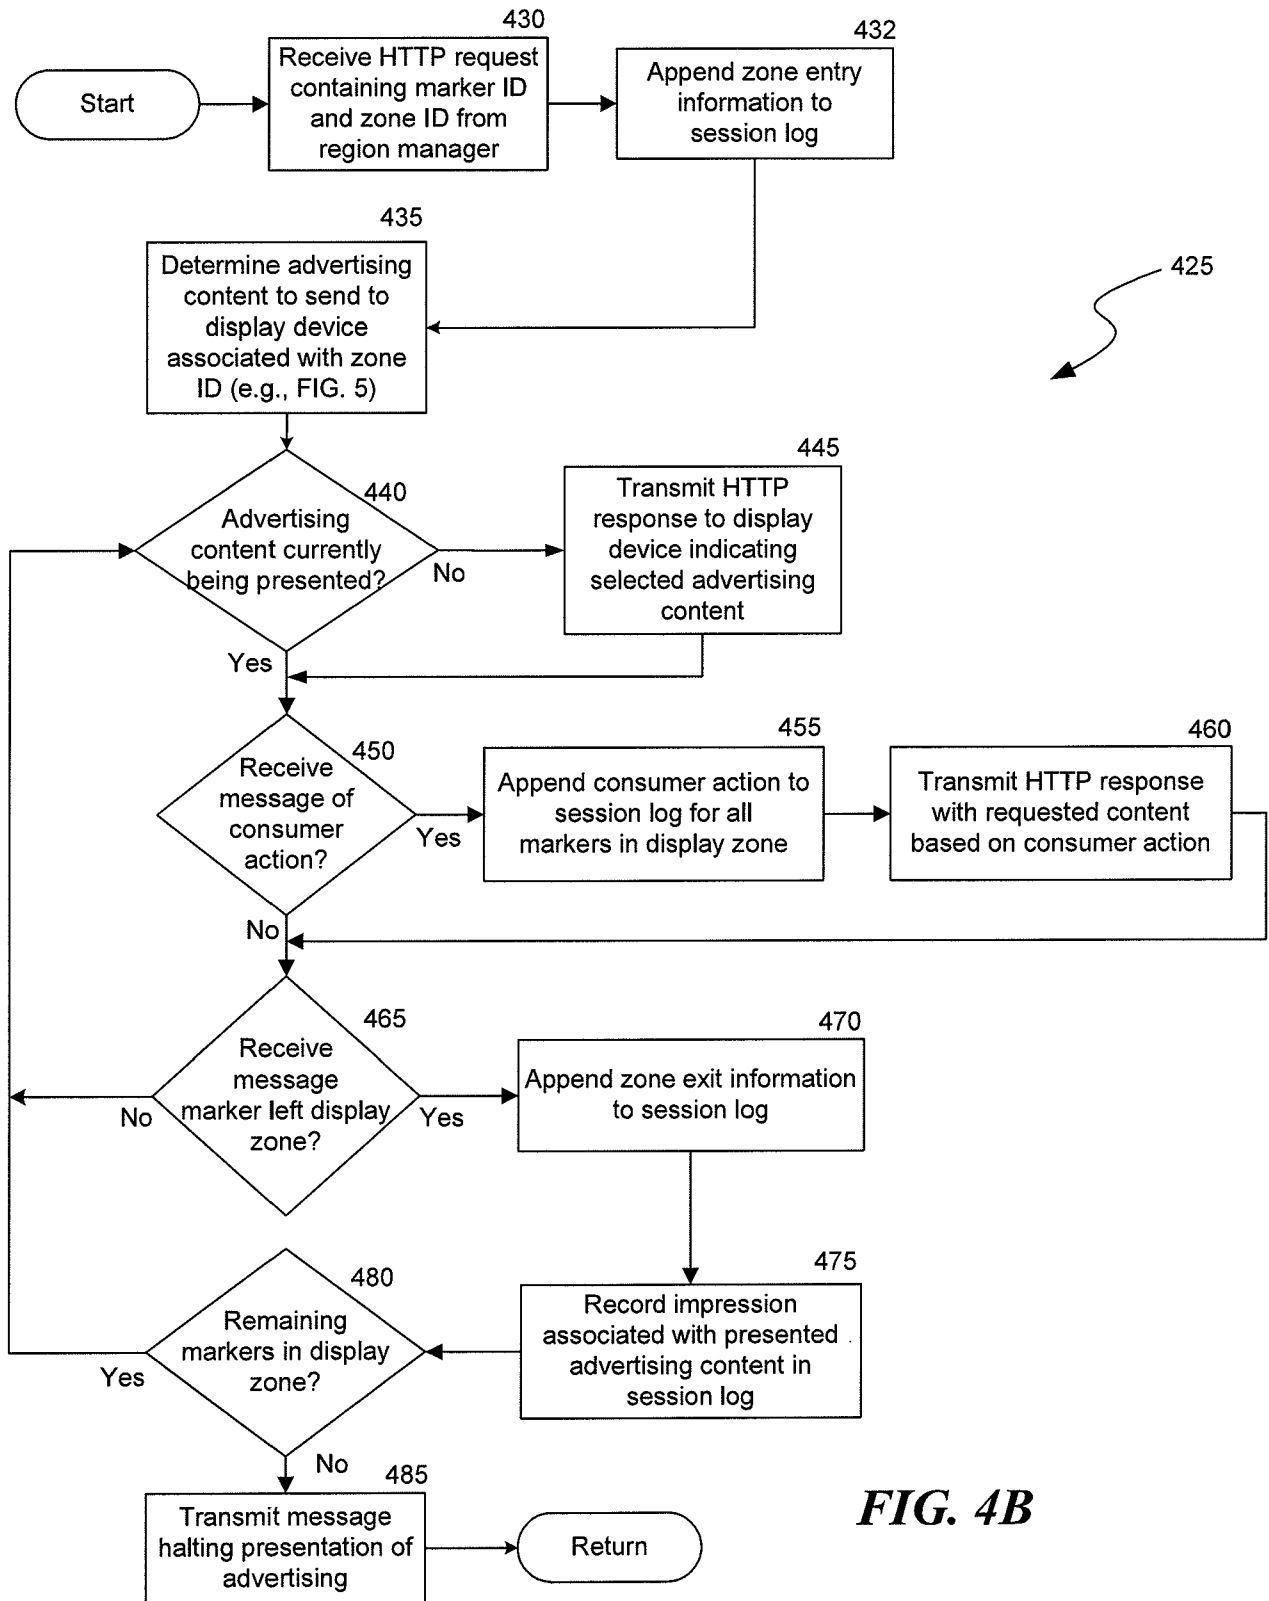 430
Start
Receive HTTP request
containing marker ID
and zone ID from
region manager
432
Append zone entry
information to
session log
435
Determine advertising
content to send to
display device
associated with zone
ID (e.g., FIG. 5)
425
440
Advertising
content currently
being presented?
No
Yes
445
Transmit HTTP
response to display
device indicating
selected advertising
content
450
Receive
message of
consumer
action?
Yes
No
455
Append consumer action to
session log for all
markers in display zone
460
Transmit HTTP response
with requested content
based on consumer action
465
Receive
message
marker left display
zone?
No
Yes
470
Append zone exit information
to session log
475
Record impression
associated with presented
advertising content in
session log
480
Remaining
markers in display
zone?
Yes
No
485
Transmit message
halting presentation of
advertising
Return
FIG. 4B